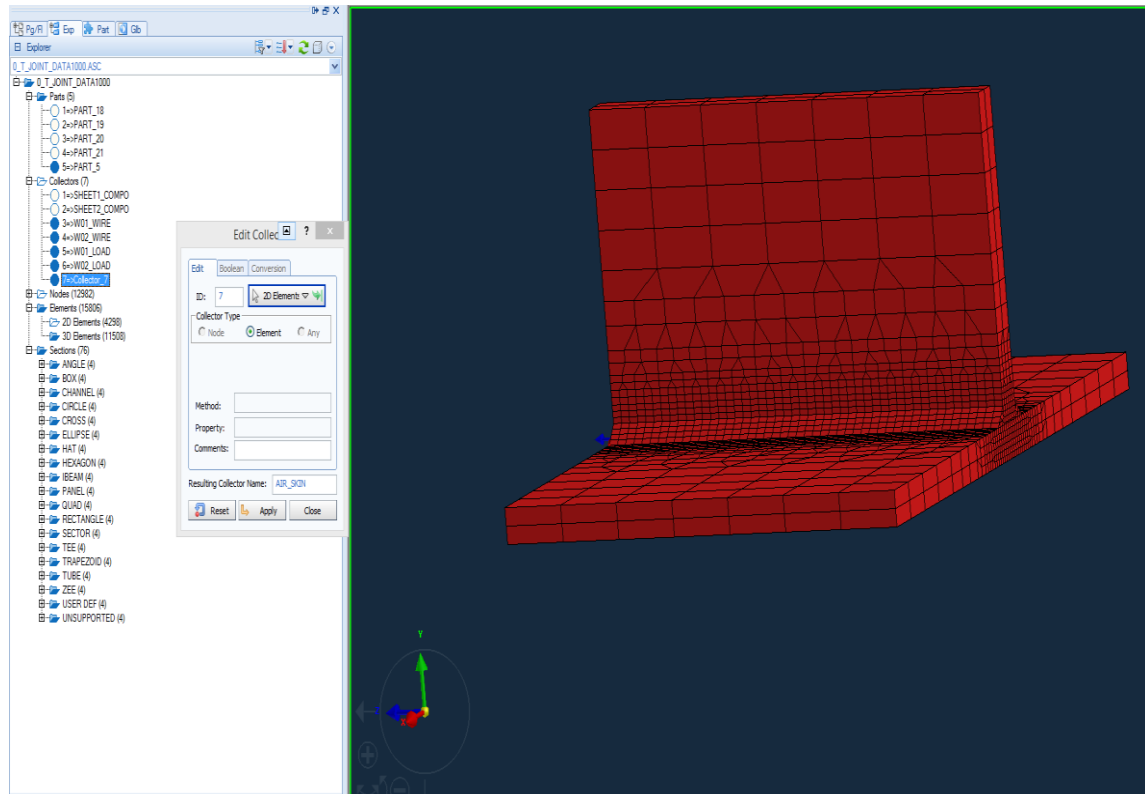 Pg/Fl Exp Part Glb
Explorer
0_T_JOINT_DATA1000.ASC
0_T_JOINT_DATA1000
Parts (5)
1=>PART_18
2=>PART_19
3=>PART_20
4=>PART_21
5=>PART_5
Collectors (7)
1=>SHEET1_COMPO
2=>SHEET2_COMPO
3=>W01_WIRE
4=>W02_WIRE
5=>W01_LOAD
6=>W02_LOAD
7=>Collector_7
Nodes (12982)
Elements (15806)
2D Elements (4298)
3D Elements (11508)
Sections (76)
ANGLE (4)
BOX (4)
CHANNEL (4)
CIRCLE (4)
CROSS (4)
ELLIPSE (4)
HAT (4)
HEXAGON (4)
IBEAM (4)
PANEL (4)
QUAD (4)
RECTANGLE (4)
SECTOR (4)
TEE (4)
TRAPEZOID (4)
TUBE (4)
ZEE (4)
USER DEF (4)
UNSUPPORTED (4)
Edit Collec ? x
Edit Boolean Conversion
ID: 7 2D Element:
Collector Type
Node Element Any
Method:
Property:
Comments:
Resulting Collector Name: AIR_SKIN
Reset Apply Close
Y
X